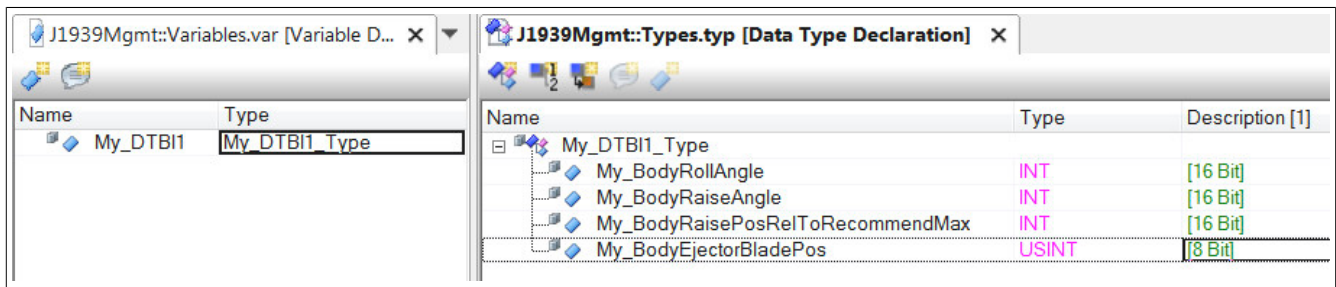 J1939Mgmt::Variables.var [Variable D...
Name Type
My_DTBI1 My_DTBI1_Type
J1939Mgmt::Types.typ [Data Type Declaration]
Name Type Description [1]
My_DTBI1_Type
My_BodyRollAngle INT [16 Bit]
My_BodyRaiseAngle INT [16 Bit]
My_BodyRaisePosRelToRecommendMax INT [16 Bit]
My_BodyEjectorBladePos USINT [8 Bit]